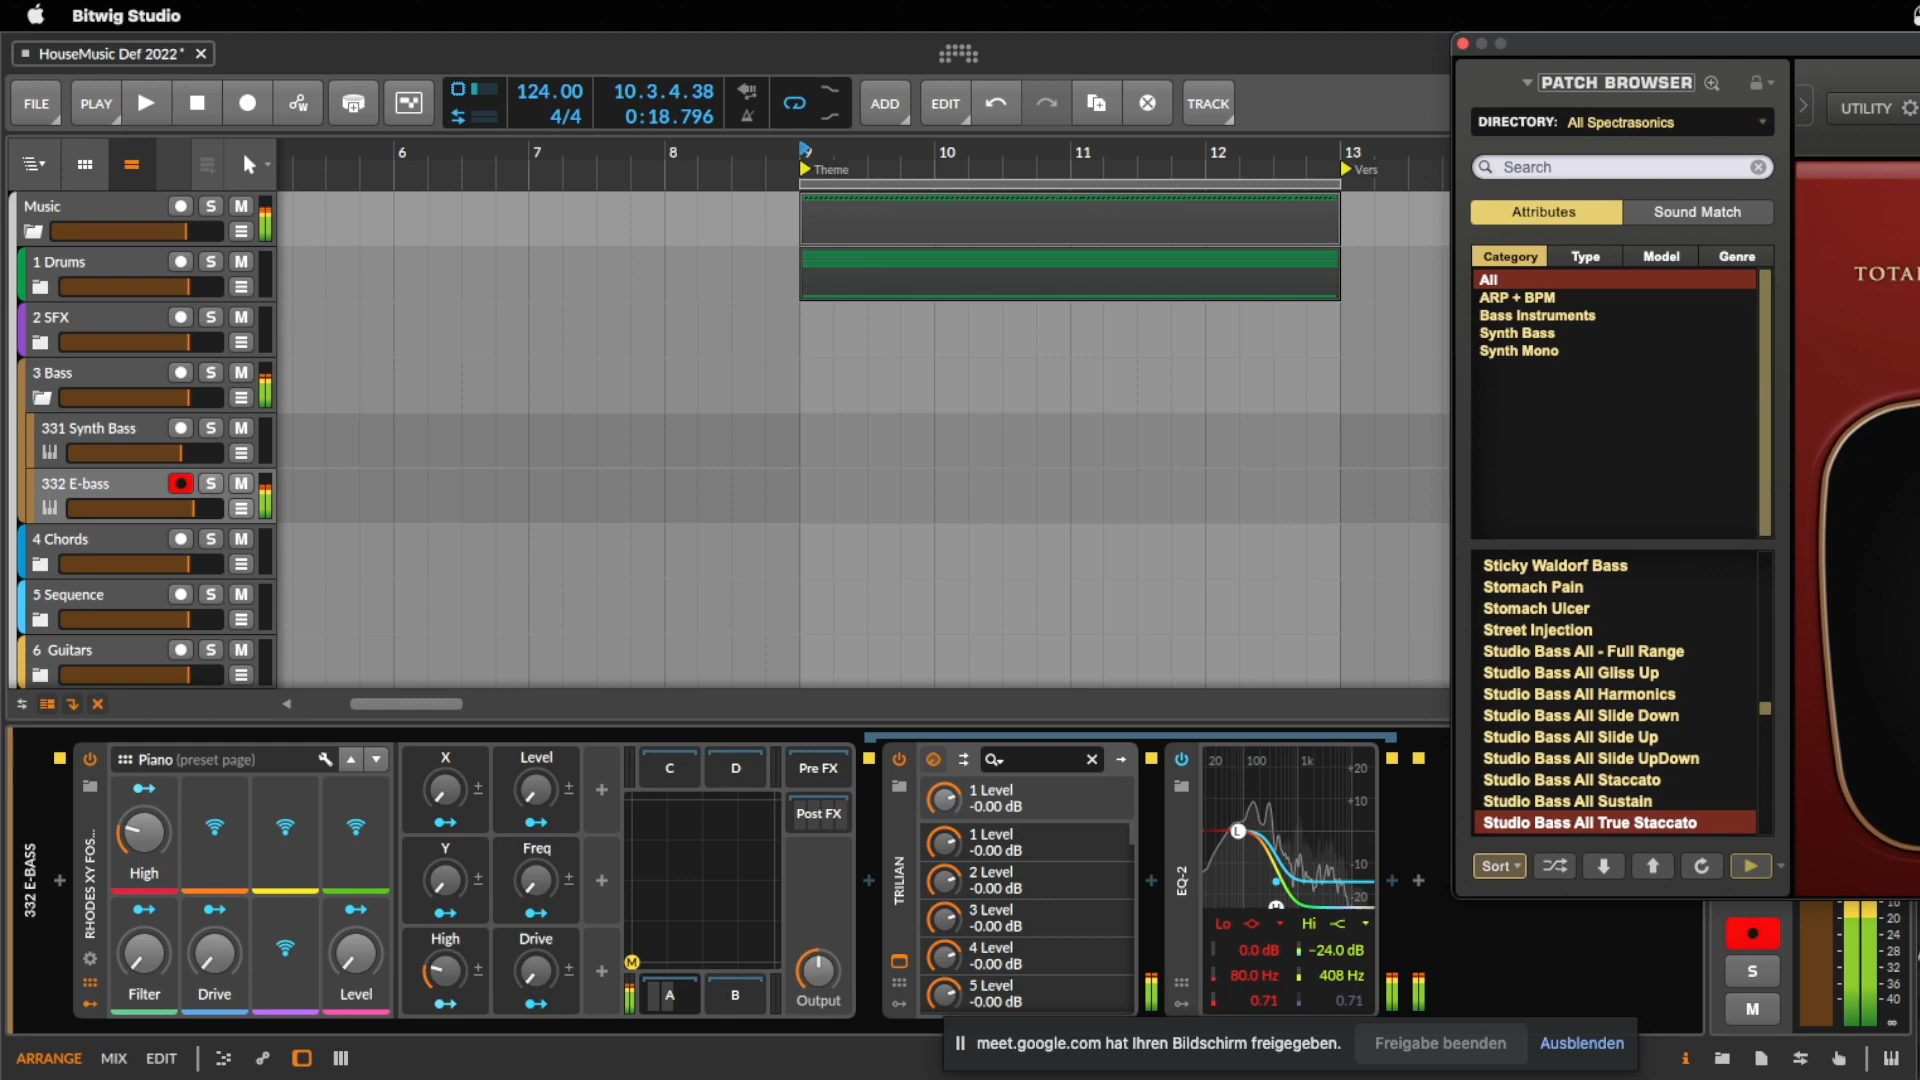 Bitwig Studio
HouseMusic Def 2022*
FILE
PLAY
124.00
4/4
10.3.4.38
0:18.796
ADD
EDIT
TRACK
6
7
8
9
10
11
12
13
Theme
Vers
Music
S
M
1 Drums
S
M
2 SFX
S
M
3 Bass
S
M
331 Synth Bass
S
M
332 E-bass
S
M
4 Chords
S
M
5 Sequence
S
M
6 Guitars
S
M
PATCH BROWSER
DIRECTORY: All Spectrasonics
Search
Attributes
Sound Match
Category
Type
Model
Genre
All
ARP + BPM
Bass Instruments
Synth Bass
Synth Mono
Sticky Waldorf Bass
Stomach Pain
Stomach Ulcer
Street Injection
Studio Bass All - Full Range
Studio Bass All Gliss Up
Studio Bass All Harmonics
Studio Bass All Slide Down
Studio Bass All Slide Up
Studio Bass All Slide UpDown
Studio Bass All Staccato
Studio Bass All Sustain
Studio Bass All True Staccato
Sort
UTILITY
TOTA
332 E-BASS
RHODES XY FOS...
Piano (preset page)
High
Filter
Drive
Level
X
Level
Y
Freq
High
Drive
C
D
M
A
B
Pre FX
Post FX
Output
TRILIAN
1 Level
-0.00 dB
1 Level
-0.00 dB
2 Level
-0.00 dB
3 Level
-0.00 dB
4 Level
-0.00 dB
5 Level
-0.00 dB
EQ-2
20
100
1k
+20
+10
-10
-20
L
Lo
Hi
0.0 dB
-24.0 dB
80.0 Hz
408 Hz
0.71
0.71
S
M
-20
-24
-28
-32
-36
-40
∞
meet.google.com hat Ihren Bildschirm freigegeben.
Freigabe beenden
Ausblenden
ARRANGE
MIX
EDIT